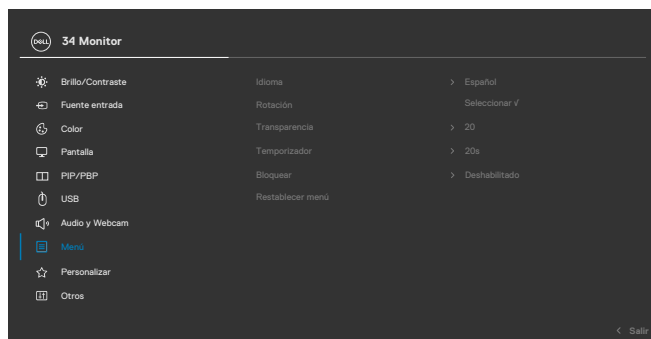 DELL 34 Monitor
Brillo/Contraste Idioma > Español
Fuente entrada Rotación Seleccionar √
Color Transparencia > 20
Pantalla Temporizador > 20s
PIP/PBP Bloquear > Deshabilitado
USB Restablecer menú
Audio y Webcam
Menú
Personalizar
Otros
< Salir